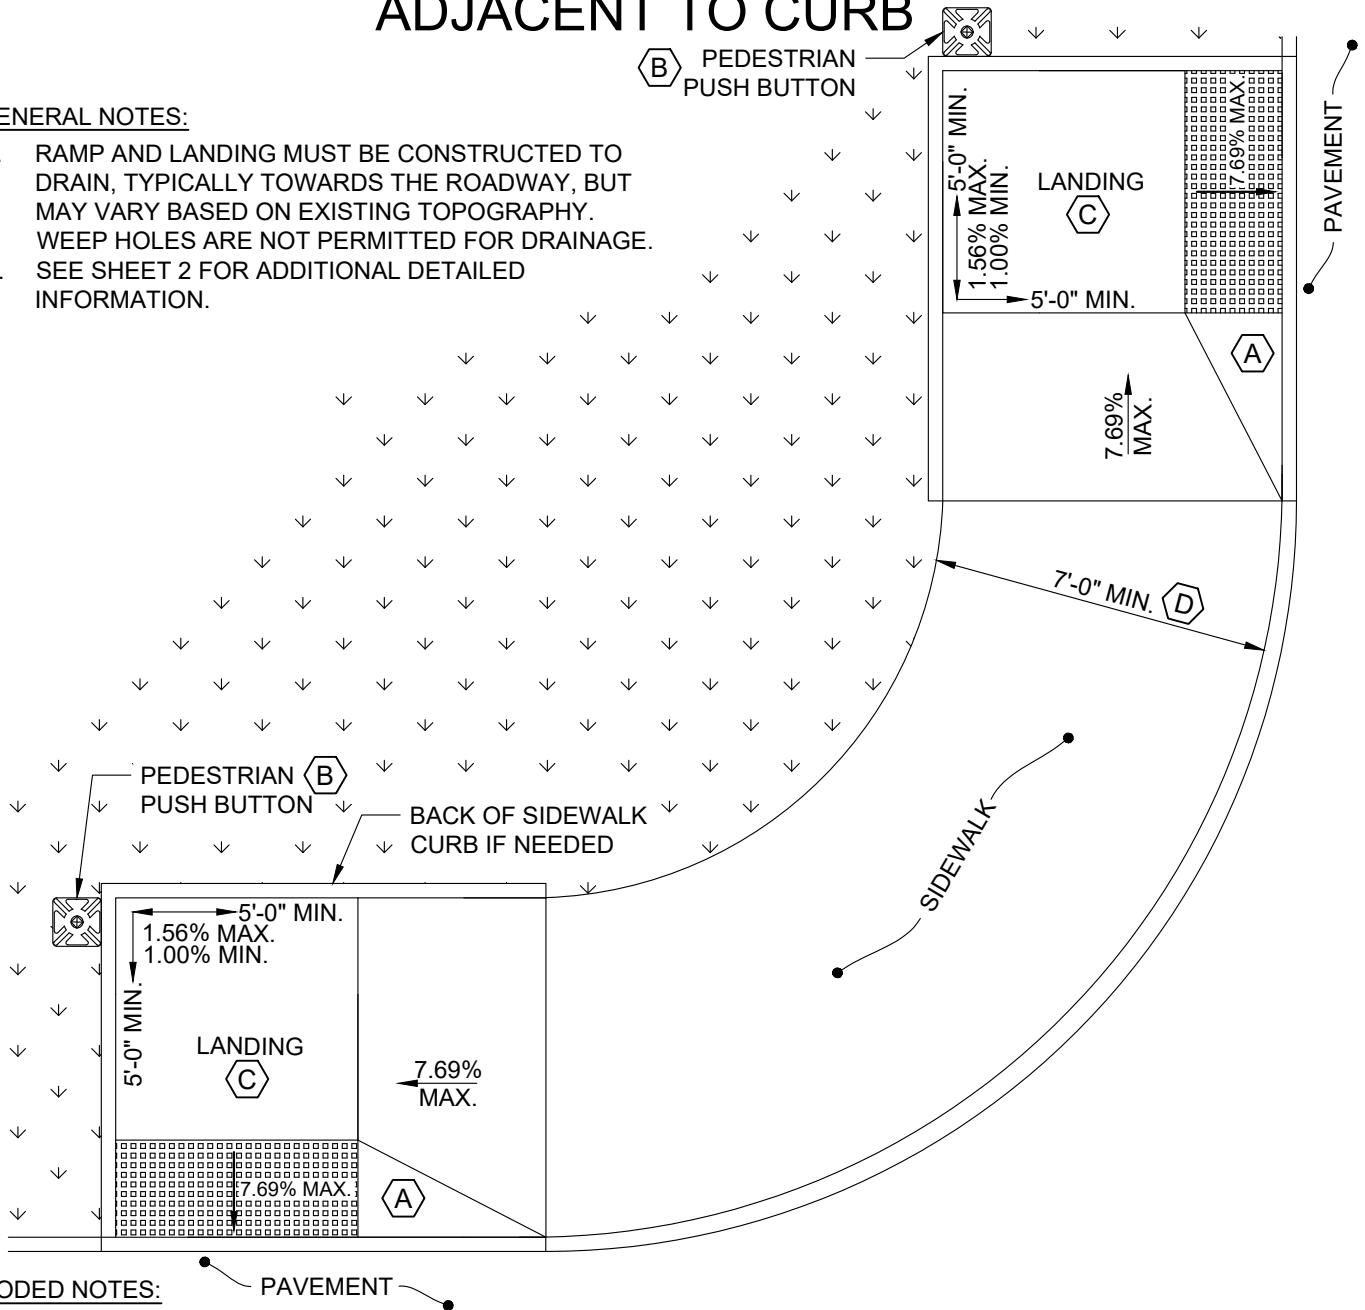 ADJACENT TO CURB
B PEDESTRIAN
PUSH BUTTON
ENERAL NOTES:
. RAMP AND LANDING MUST BE CONSTRUCTED TO
DRAIN, TYPICALLY TOWARDS THE ROADWAY, BUT
MAY VARY BASED ON EXISTING TOPOGRAPHY.
WEEP HOLES ARE NOT PERMITTED FOR DRAINAGE.
. SEE SHEET 2 FOR ADDITIONAL DETAILED
INFORMATION.
5'-0" MIN.
1.56% MAX.
1.00% MIN.
LANDING
C
5'-0" MIN.
7.69% MAX.
PAVEMENT
A
7.69%
MAX.
7'-0" MIN. D
SIDEWALK
PEDESTRIAN B
PUSH BUTTON
BACK OF SIDEWALK
CURB IF NEEDED
5'-0" MIN.
1.56% MAX.
1.00% MIN.
5'-0" MIN.
LANDING
C
7.69%
MAX.
7.69% MAX.
A
PAVEMENT
ODED NOTES: